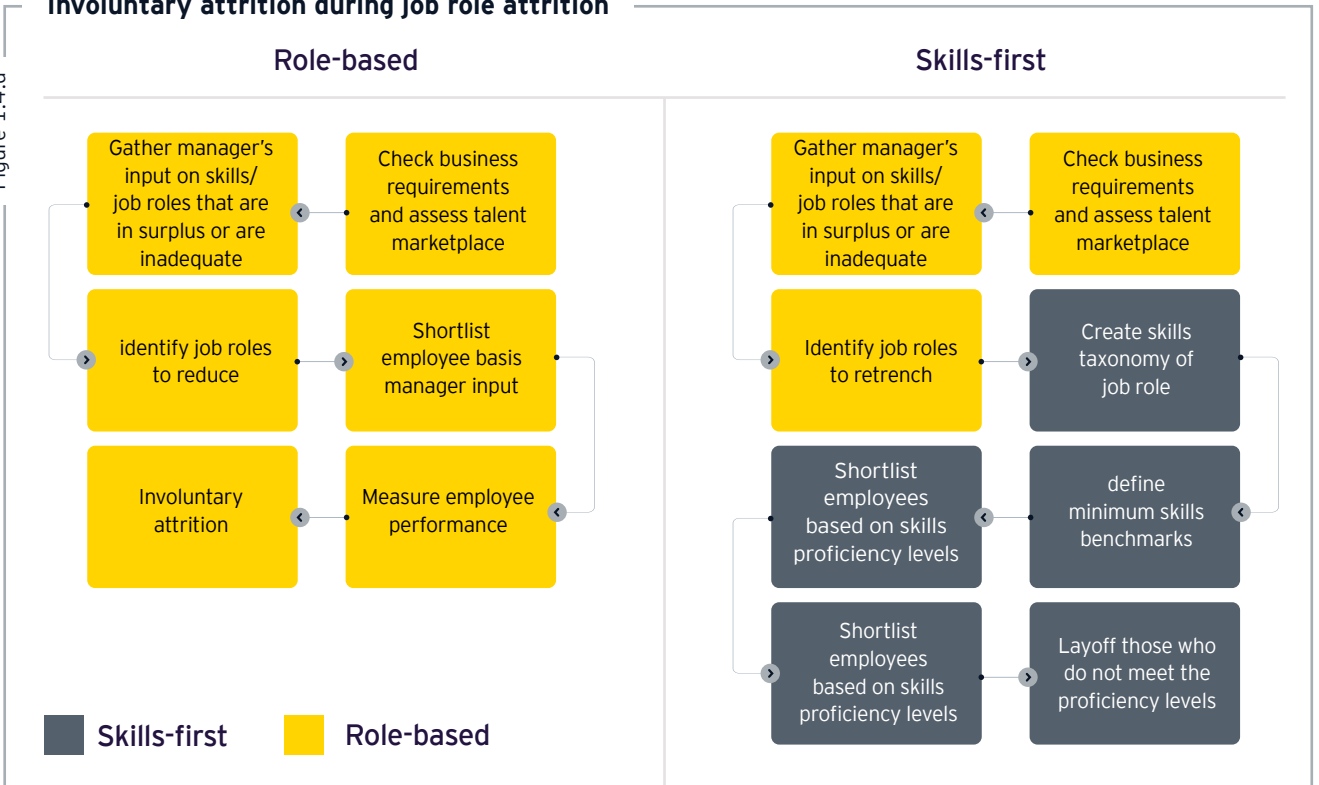 Involuntary attrition during job role attrition
Figure 1.4.d
Role-based
Skills-first
Gather manager's
input on skills/
job roles that are
in surplus or are
inadequate
Check business
requirements
and assess talent
marketplace
identify job roles
to reduce
Shortlist
employee basis
manager input
Involuntary
attrition
Measure employee
performance
Gather manager's
input on skills/
job roles that are
in surplus or are
inadequate
Check business
requirements
and assess talent
marketplace
Identify job roles
to retrench
Create skills
taxonomy of
job role
Shortlist
employees
based on skills
proficiency levels
define
minimum skills
benchmarks
Shortlist
employees
based on skills
proficiency levels
Layoff those who
do not meet the
proficiency levels
Skills-first
Role-based